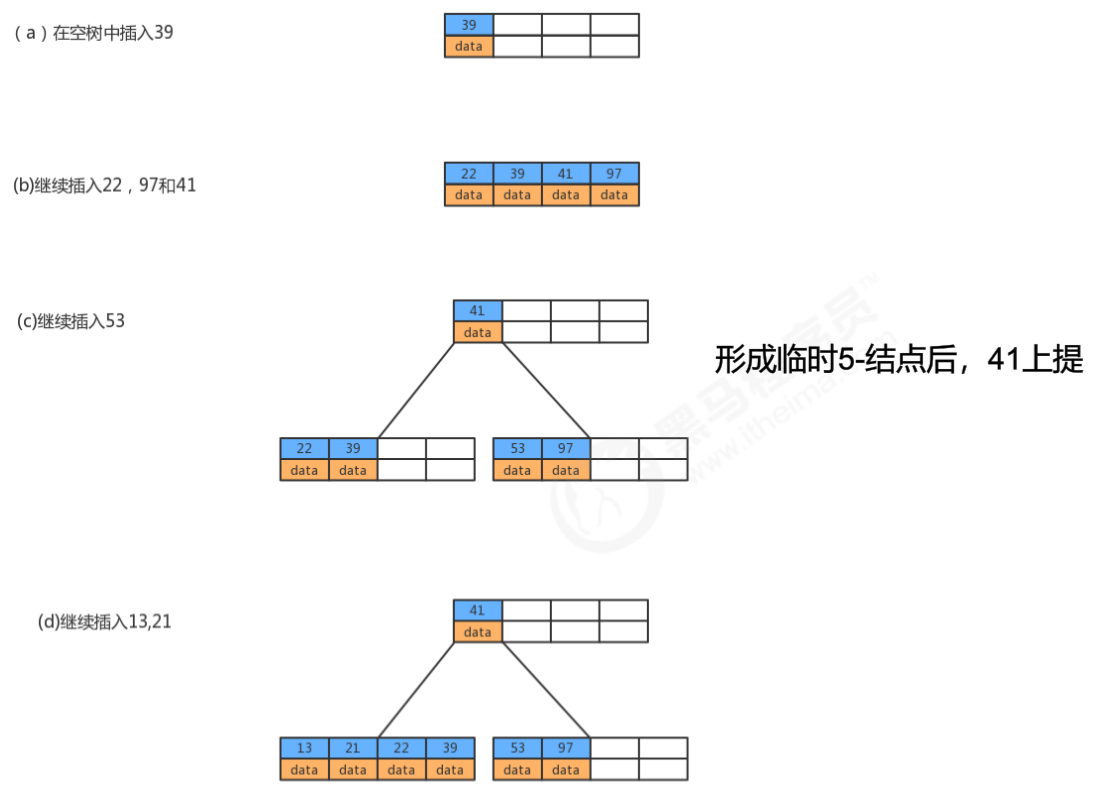 （a）在空树中插入39
39
data
(b)继续插入22，97和41
22 39 41 97
data data data data
(c)继续插入53
41
data
形成临时5-结点后，41上提
22 39 53 97
data data data data
黑马程序员™
www.itheima.com
(d)继续插入13,21
41
data
13 21 22 39 53 97
data data data data data data